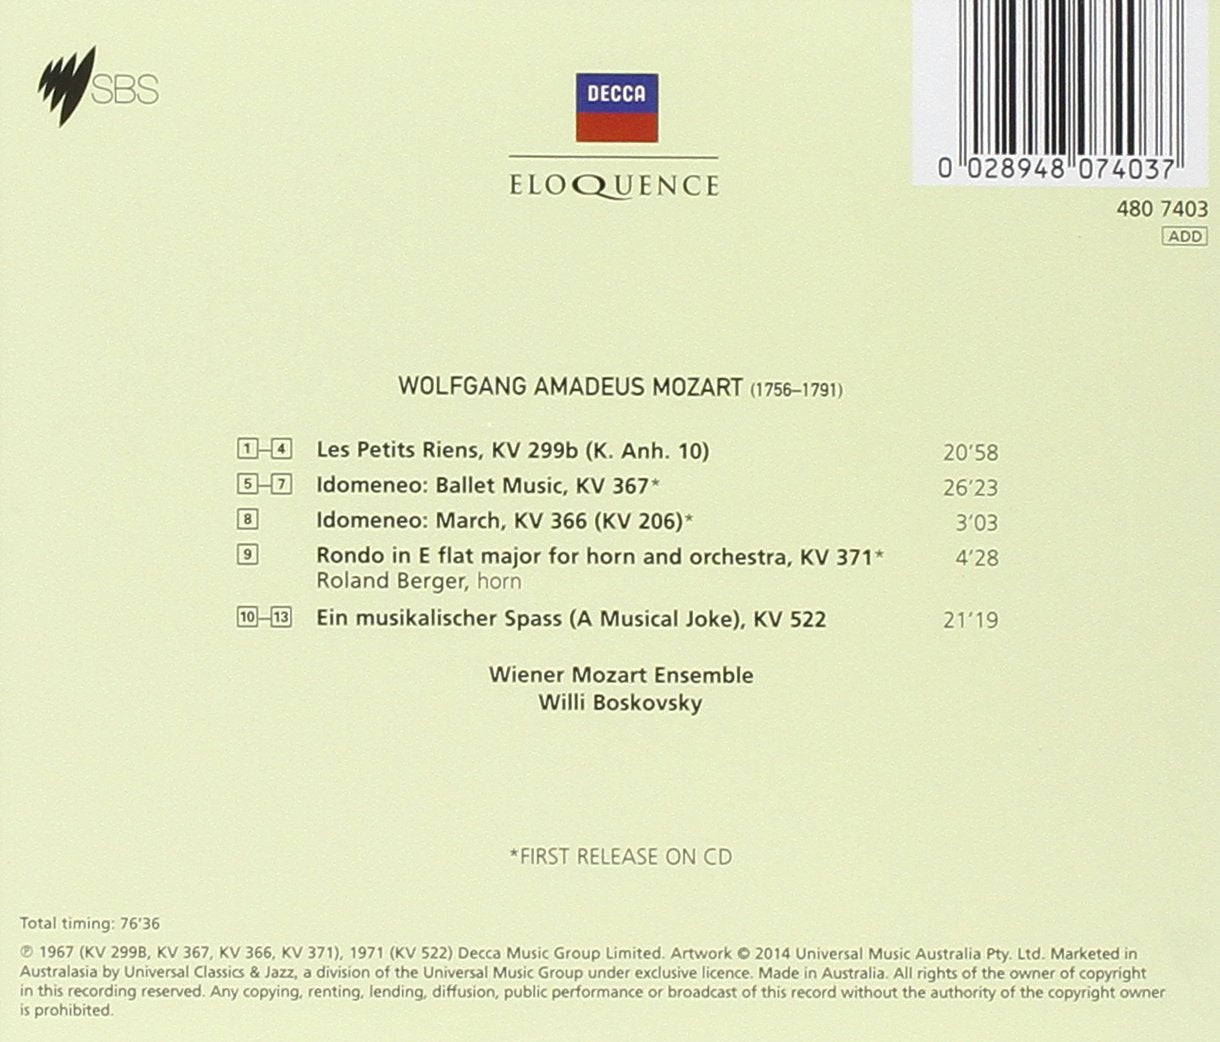 SBS
DECCA
ELOQUENCE
0 028948 074037
480 7403
ADD
WOLFGANG AMADEUS MOZART (1756–1791)
1–4 Les Petits Riens, KV 299b (K. Anh. 10) 20'58
5–7 Idomeneo: Ballet Music, KV 367* 26'23
8 Idomeneo: March, KV 366 (KV 206)* 3'03
9 Rondo in E flat major for horn and orchestra, KV 371* 4'28
Roland Berger, horn
10–13 Ein musikalischer Spass (A Musical Joke), KV 522 21'19
Wiener Mozart Ensemble
Willi Boskovsky
*FIRST RELEASE ON CD
Total timing: 76'36
℗ 1967 (KV 299B, KV 367, KV 366, KV 371), 1971 (KV 522) Decca Music Group Limited. Artwork © 2014 Universal Music Australia Pty. Ltd. Marketed in
Australasia by Universal Classics & Jazz, a division of the Universal Music Group under exclusive licence. Made in Australia. All rights of the owner of copyright
in this recording reserved. Any copying, renting, lending, diffusion, public performance or broadcast of this record without the authority of the copyright owner
is prohibited.